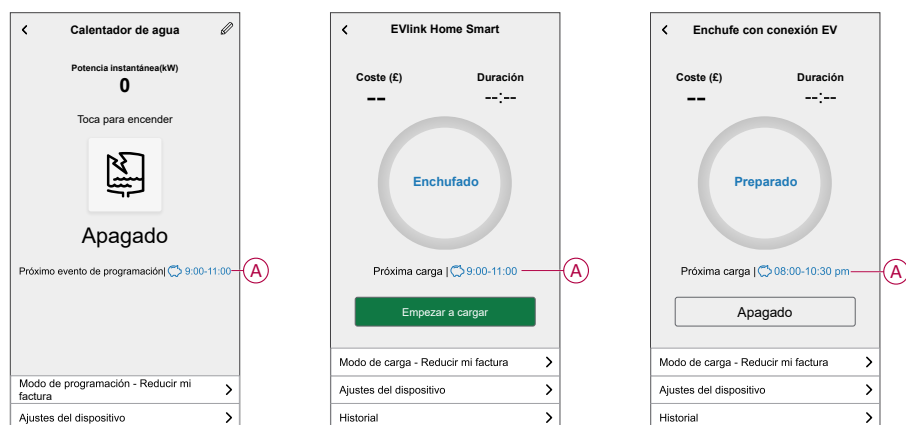 Calentador de agua
Potencia instantánea(kW)
0
Toca para encender
Apagado
Próximo evento de programación| 9:00-11:00
A
Modo de programación - Reducir mi
factura
Ajustes del dispositivo
EVlink Home Smart
Coste (£) Duración
-- --:--
Enchufado
Próxima carga | 9:00-11:00
A
Empezar a cargar
Modo de carga - Reducir mi factura
Ajustes del dispositivo
Historial
Enchufe con conexión EV
Coste (£) Duración
-- --:--
Preparado
Próxima carga | 08:00-10:30 pm
A
Apagado
Modo de carga - Reducir mi factura
Ajustes del dispositivo
Historial